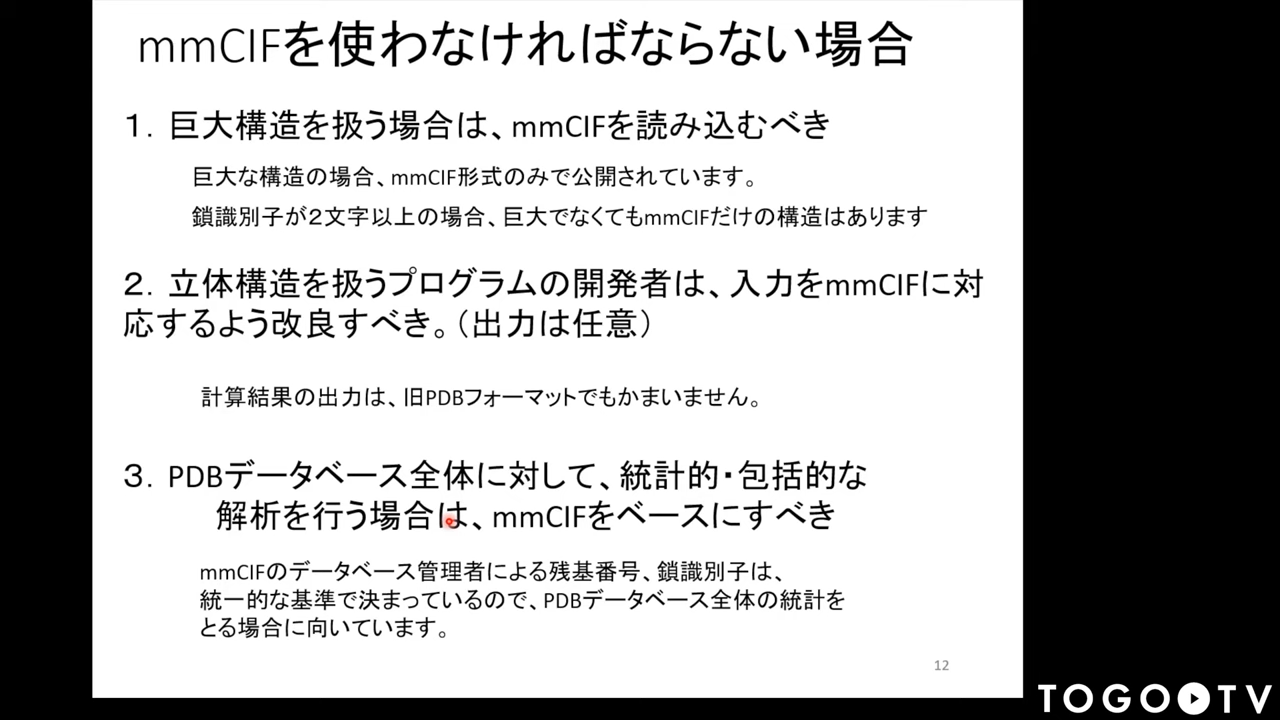 mmCIFを使わなければならない場合
１．巨大構造を扱う場合は、mmCIFを読み込むべき
巨大な構造の場合、mmCIF形式のみで公開されています。
鎖識別子が２文字以上の場合、巨大でなくてもmmCIFだけの構造はあります
２．立体構造を扱うプログラムの開発者は、入力をmmCIFに対
応するよう改良すべき。（出力は任意）
計算結果の出力は、旧PDBフォーマットでもかまいません。
３．PDBデータベース全体に対して、統計的・包括的な
解析を行う場合は、mmCIFをベースにすべき
mmCIFのデータベース管理者による残基番号、鎖識別子は、
統一的な基準で決まっているので、PDBデータベース全体の統計を
とる場合に向いています。
12
TOGO TV